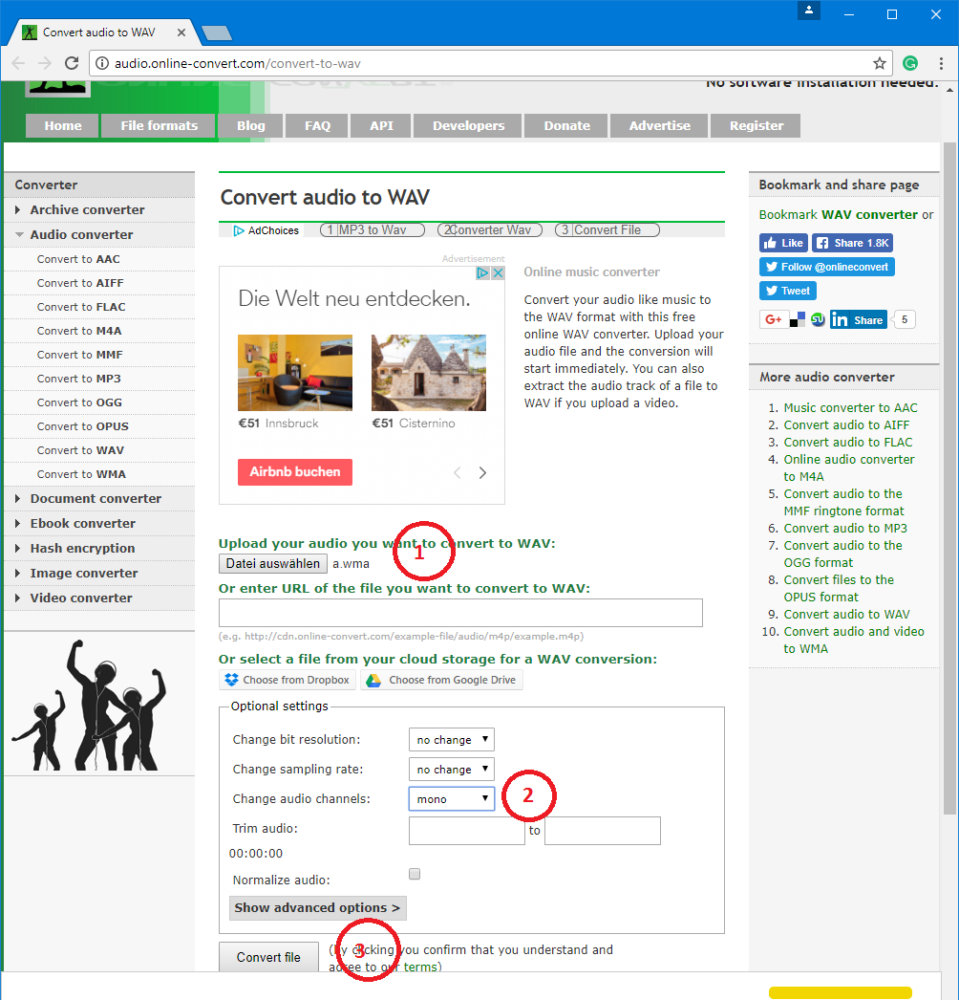 Convert audio to WAV
audio.online-convert.com/convert-to-wav
No software installation needed.
Home
File formats
Blog
FAQ
API
Developers
Donate
Advertise
Register
Converter
Archive converter
Audio converter
Convert to AAC
Convert to AIFF
Convert to FLAC
Convert to M4A
Convert to MMF
Convert to MP3
Convert to OGG
Convert to OPUS
Convert to WAV
Convert to WMA
Document converter
Ebook converter
Hash encryption
Image converter
Video converter
Convert audio to WAV
AdChoices
1 MP3 to Wav
2 Converter Wav
3 Convert File
Advertisement
Die Welt neu entdecken.
€51 Innsbruck
€51 Cisternino
Airbnb buchen
Online music converter
Convert your audio like music to
the WAV format with this free
online WAV converter. Upload your
audio file and the conversion will
start immediately. You can also
extract the audio track of a file to
WAV if you upload a video.
Upload your audio you want to convert to WAV:
1
Datei auswählen a.wma
Or enter URL of the file you want to convert to WAV:
(e.g. http://cdn.online-convert.com/example-file/audio/m4p/example.m4p)
Or select a file from your cloud storage for a WAV conversion:
Choose from Dropbox
Choose from Google Drive
Optional settings
Change bit resolution: no change
Change sampling rate: no change
Change audio channels: mono
2
Trim audio: to
00:00:00
Normalize audio:
Show advanced options >
Convert file
3
(by clicking you confirm that you understand and
agree to our terms)
Bookmark and share page
Bookmark WAV converter or
Like
Share 1.8K
Follow @onlineconvert
Tweet
G+
in Share
5
More audio converter
1. Music converter to AAC
2. Convert audio to AIFF
3. Convert audio to FLAC
4. Online audio converter
to M4A
5. Convert audio to the
MMF ringtone format
6. Convert audio to MP3
7. Convert audio to the
OGG format
8. Convert files to the
OPUS format
9. Convert audio to WAV
10. Convert audio and video
to WMA